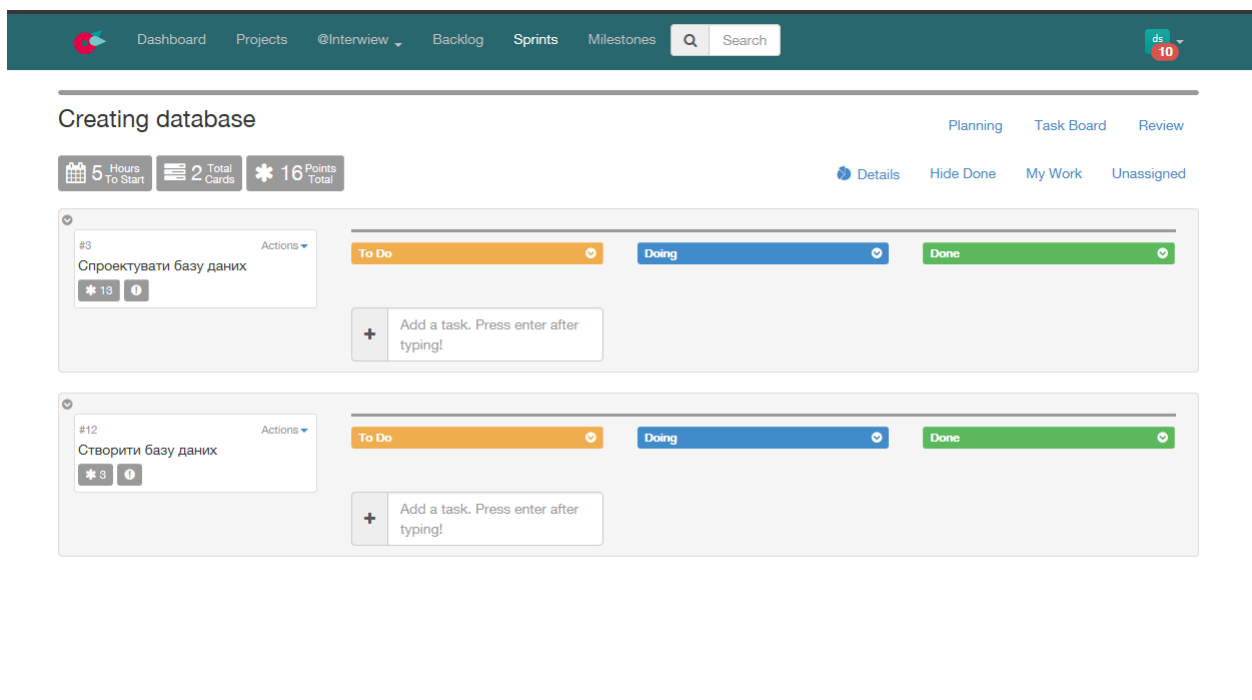 Dashboard Projects @Interwiew Backlog Sprints Milestones Search ds
10
Creating database
Planning Task Board Review
5 Hours To Start 2 Total Cards 16 Points Total
Details Hide Done My Work Unassigned
#3 Actions
To Do Doing Done
Спроектувати базу даних
13
Add a task. Press enter after
typing!
#12 Actions
To Do Doing Done
Створити базу даних
3
Add a task. Press enter after
typing!